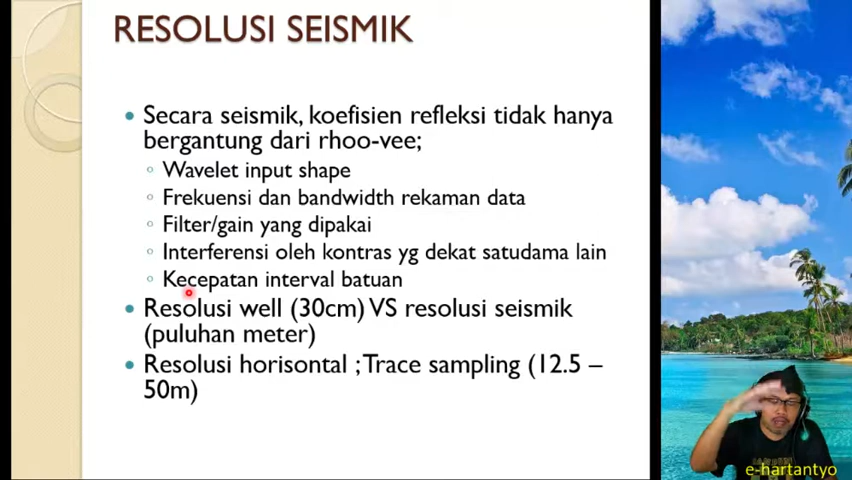 RESOLUSI SEISMIK
Secara seismik, koefisien refleksi tidak hanya
bergantung dari rhoo-vee;
Wavelet input shape
Frekuensi dan bandwidth rekaman data
Filter/gain yang dipakai
Interferensi oleh kontras yg dekat satudama lain
Kecepatan interval batuan
Resolusi well (30cm) VS resolusi seismik
(puluhan meter)
Resolusi horisontal ; Trace sampling (12.5 –
50m)
e-hartantyo